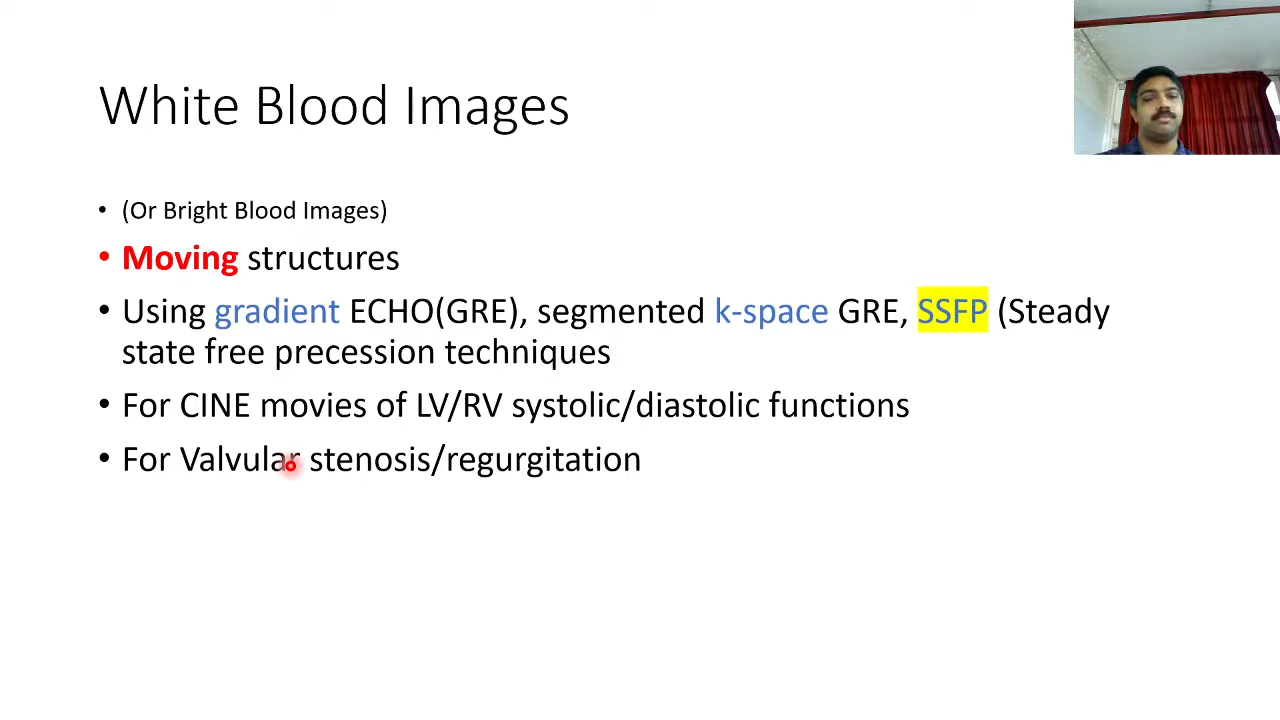 White Blood Images
• (Or Bright Blood Images)
• Moving structures
• Using gradient ECHO(GRE), segmented k-space GRE, SSFP (Steady
state free precession techniques
• For CINE movies of LV/RV systolic/diastolic functions
• For Valvular stenosis/regurgitation